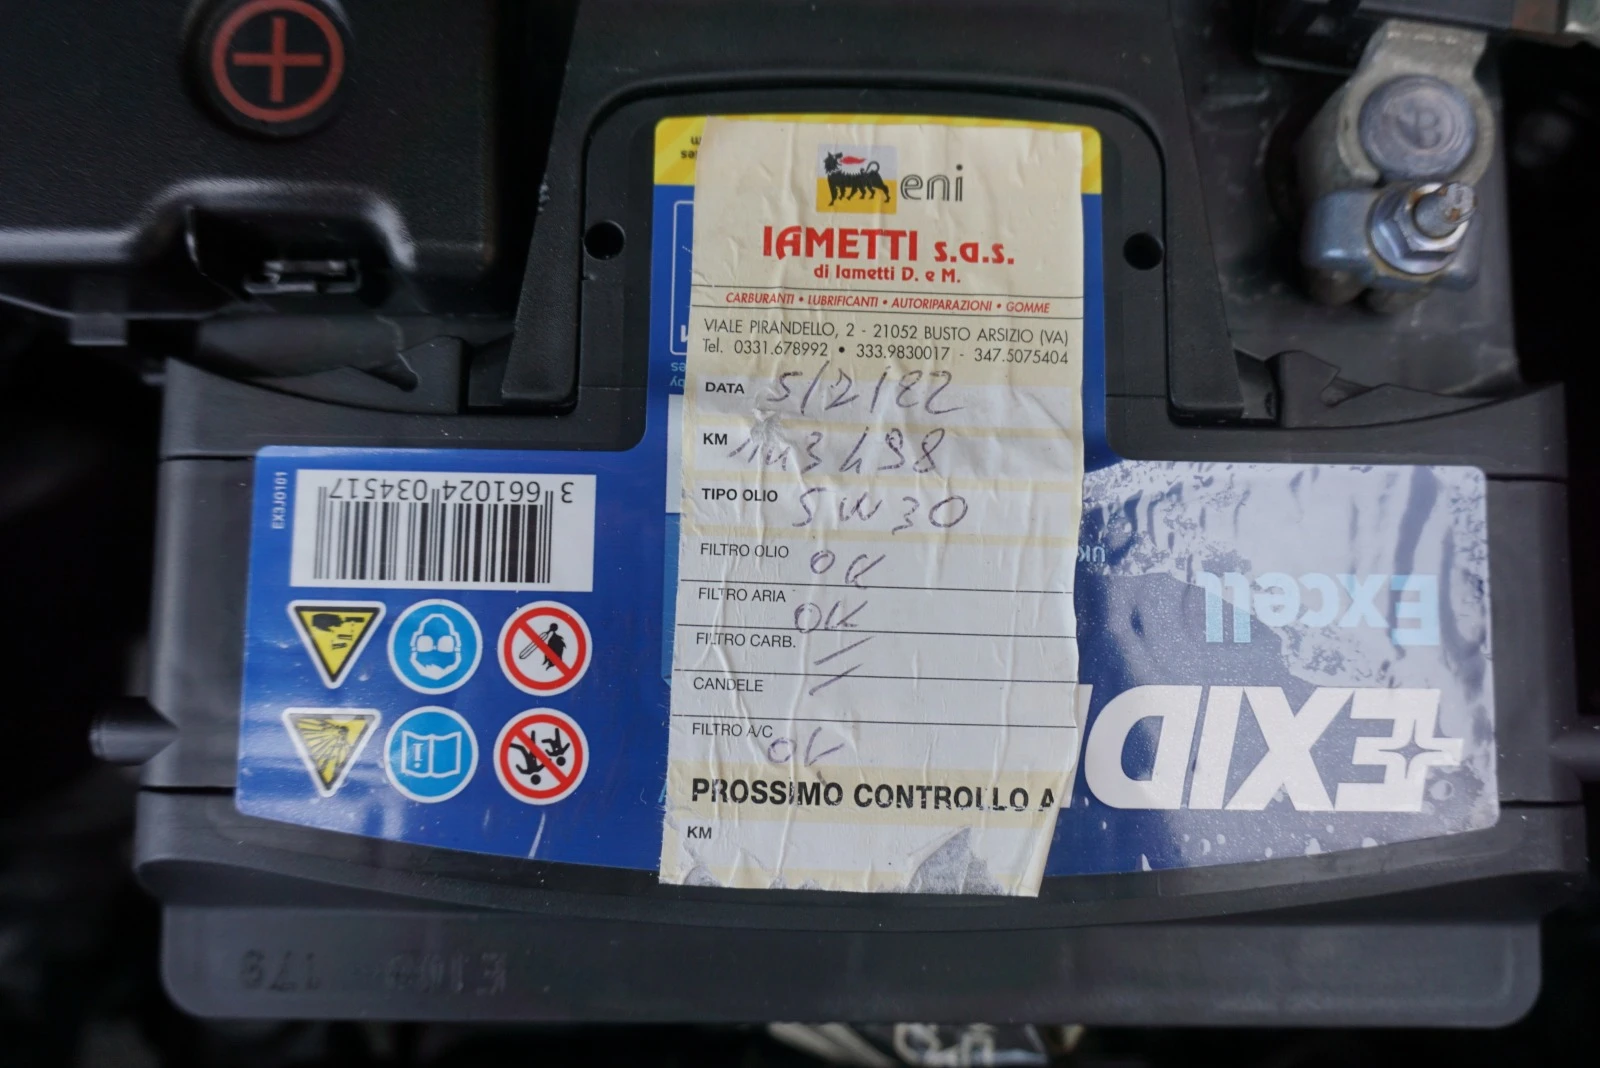 eni
IAMETTI s.a.s.
di Iametti D. e M.
CARBURANTI • LUBRIFICANTI • AUTORIPARAZIONI • GOMME
VIALE PIRANDELLO, 2 - 21052 BUSTO ARSIZIO (VA)
Tel. 0331.678992 • 333.9830017 - 347.5075404
DATA 5/2/22
KM
TIPO OLIO 5W30
FILTRO OLIO OK
FILTRO ARIA OK
FILTRO CARB. /
CANDELE /
FILTRO A/C OK
PROSSIMO CONTROLLO A
KM
EX3J0101
3 661024 034517
Excell
EXID